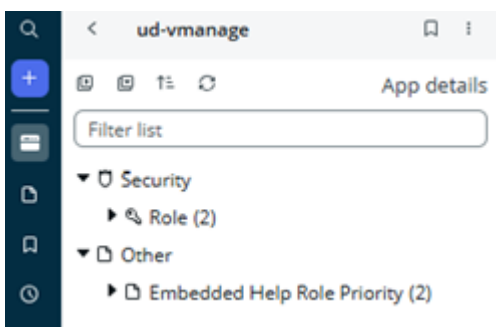 ud-vmanage
App details
Filter list
Security
Role (2)
Other
Embedded Help Role Priority (2)